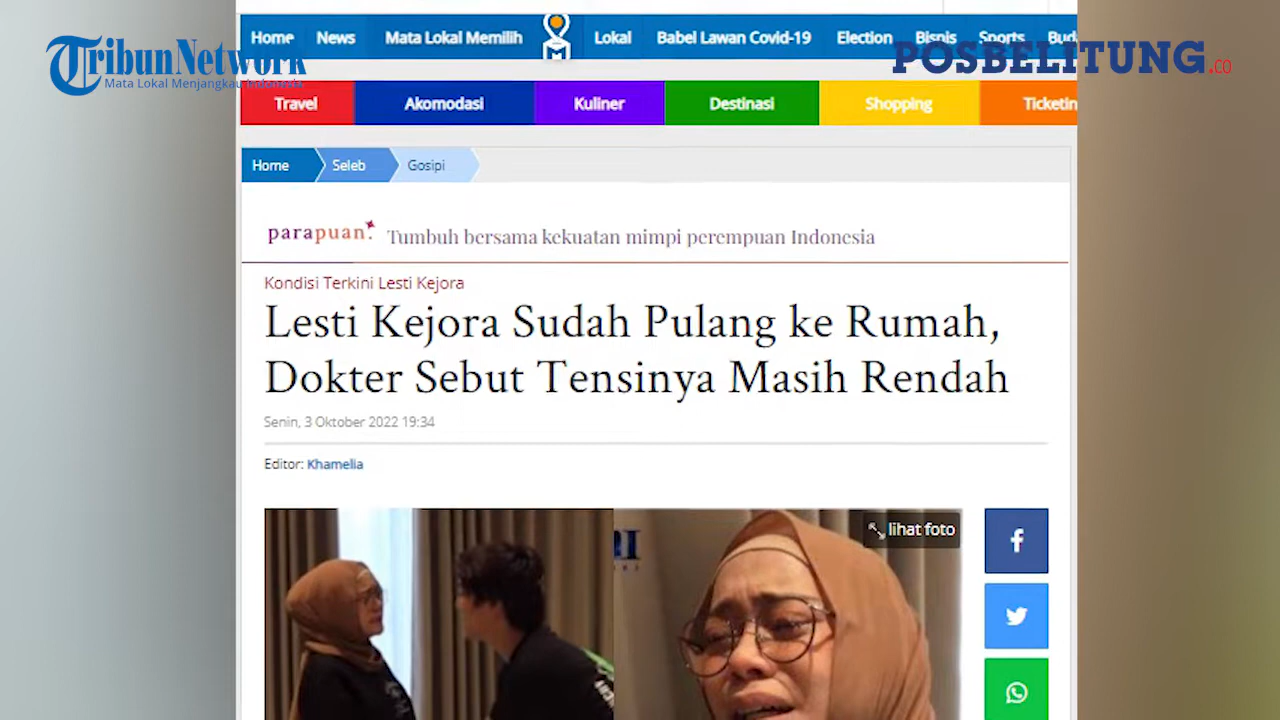 Home News Mata Lokal Memilih Lokal Babel Lawan Covid-19 Election Bisnis Sports
TribunNetwork
Mata Lokal Menjangkau Indonesia
POSBELITUNG.CO
Travel Akomodasi Kuliner Destinasi Shopping Ticketin
Home Seleb Gosipi
parapuan. Tumbuh bersama kekuatan mimpi perempuan Indonesia
Kondisi Terkini Lesti Kejora
Lesti Kejora Sudah Pulang ke Rumah,
Dokter Sebut Tensinya Masih Rendah
Senin, 3 Oktober 2022 19:34
Editor: Khamelia
lihat foto